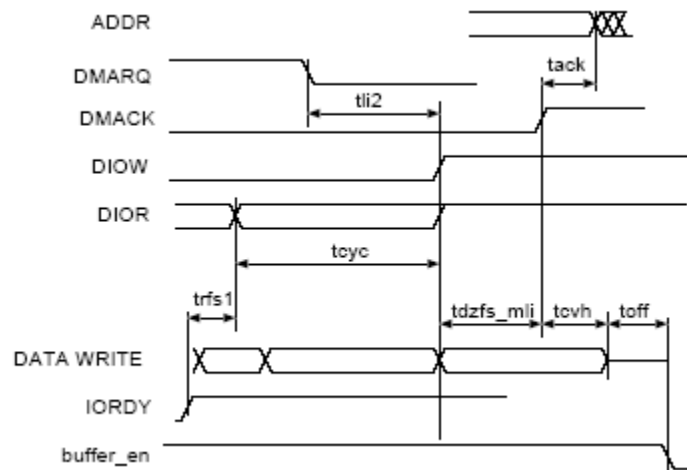 ADDR
tack
DMARQ
tli2
DMACK
DIOW
DIOR
tcyc
trfs1
tdzfs_mli tcvh toff
DATA WRITE
IORDY
buffer_en